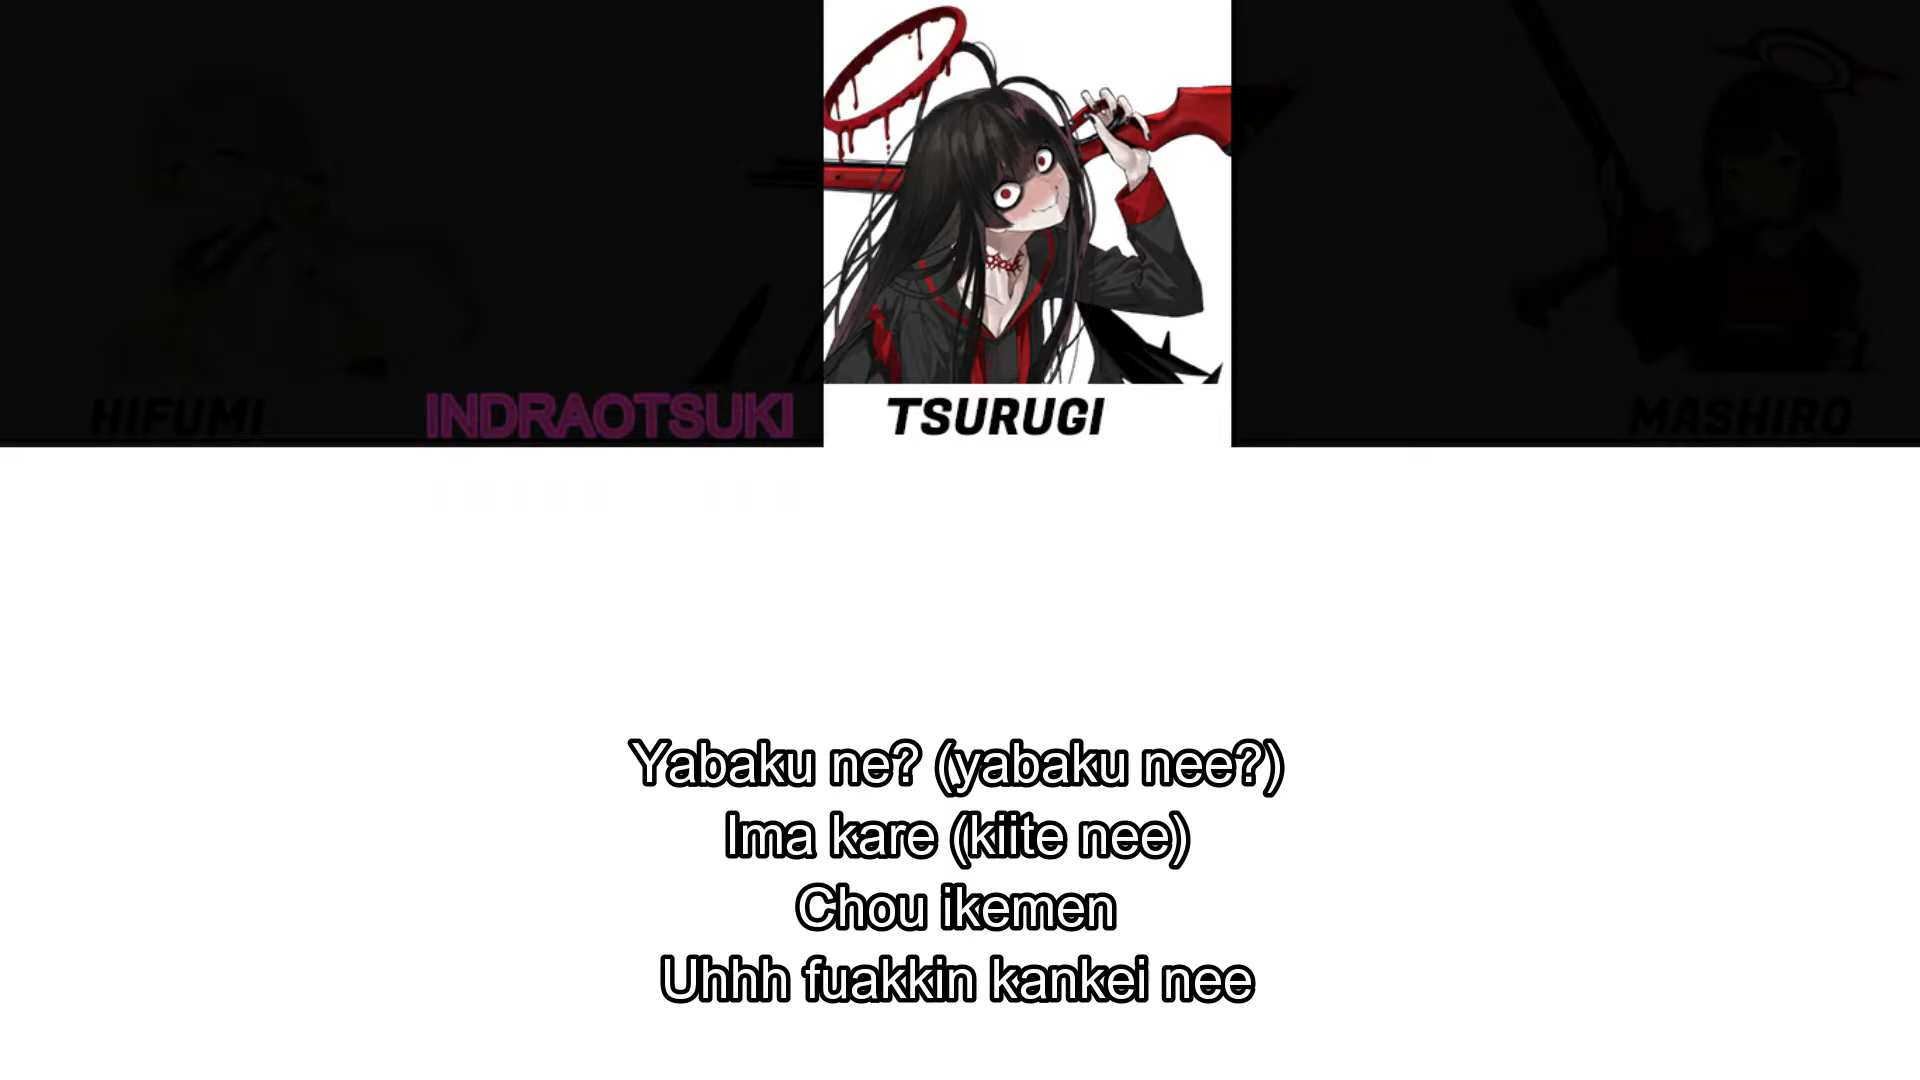 HIFUMI
INDRAOTSUKI
TSURUGI
MASHIRO
Yabaku ne? (yabaku nee?)
Ima kare (kiite nee)
Chou ikemen
Uhhh fuakkin kankei nee